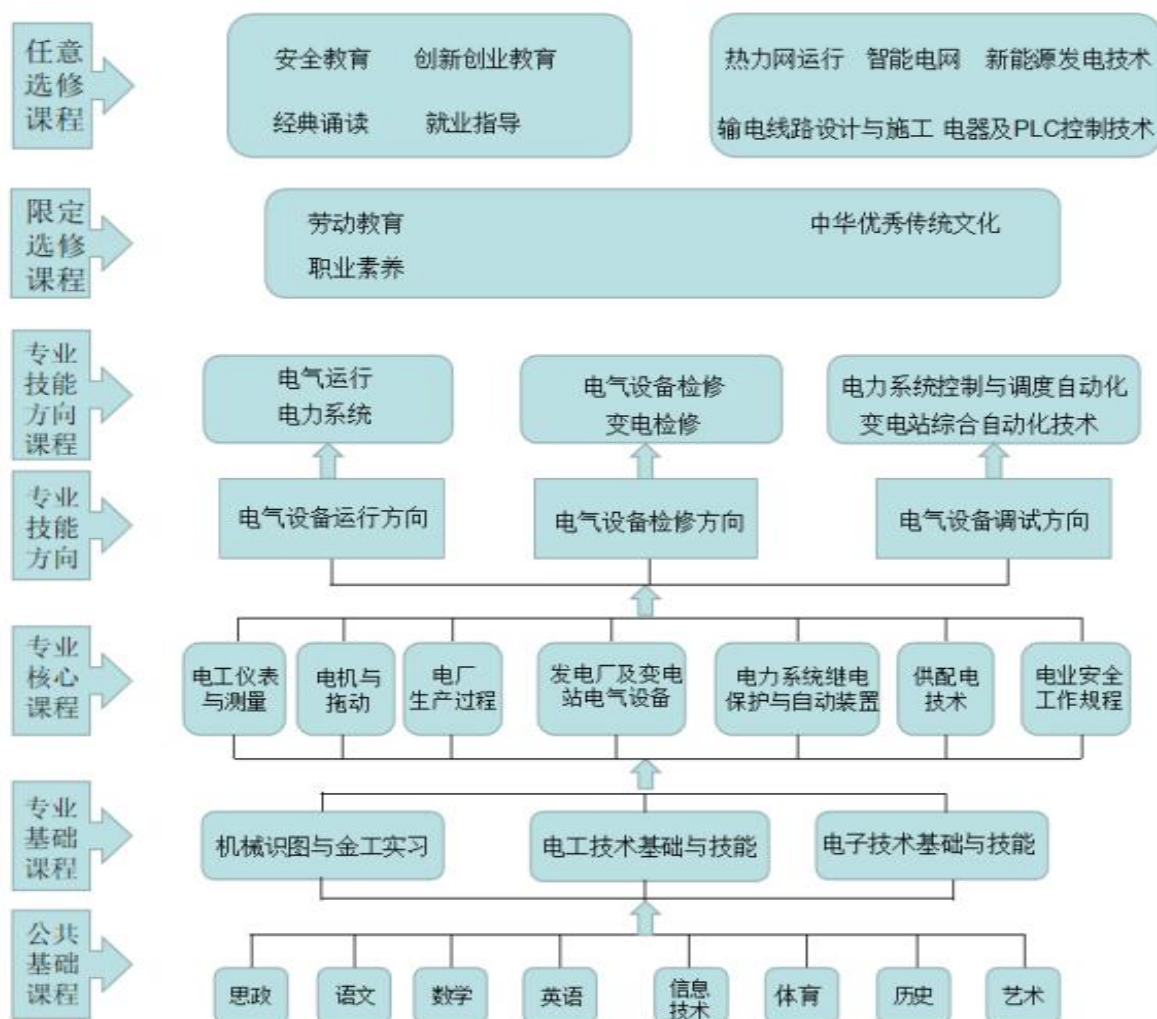 任意
选修
课程
安全教育 创新创业教育
经典诵读 就业指导
热力网运行 智能电网 新能源发电技术
输电线路设计与施工 电器及PLC控制技术
限定
选修
课程
劳动教育 中华优秀传统文化
职业素养
专业
技能
方向
课程
电气运行
电力系统
电气设备检修
变电检修
电力系统控制与调度自动化
变电站综合自动化技术
专业
技能
方向
电气设备运行方向
电气设备检修方向
电气设备调试方向
专业
核心
课程
电工仪表
与测量
电机与
拖动
电厂
生产过程
发电厂及变电
站电气设备
电力系统继电
保护与自动装置
供配电
技术
电业安全
工作规程
专业
基础
课程
机械识图与金工实习
电工技术基础与技能
电子技术基础与技能
公共
基础
课程
思政
语文
数学
英语
信息
技术
体育
历史
艺术